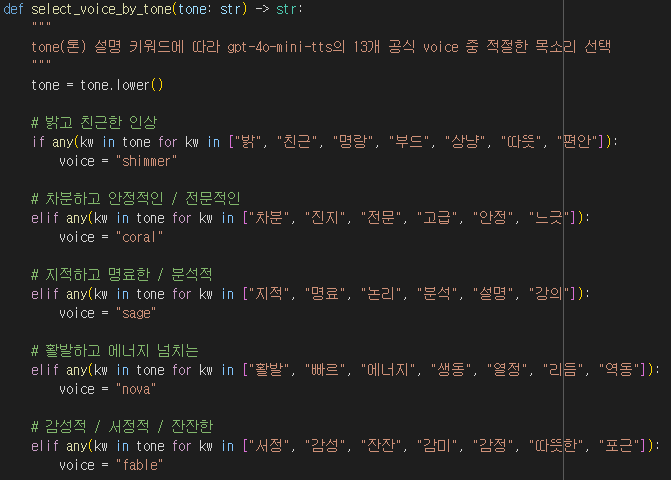 def select_voice_by_tone(tone: str) -> str:
    """
    tone(톤) 설명 키워드에 따라 gpt-4o-mini-tts의 13개 공식 voice 중 적절한 목소리 선택
    """
    tone = tone.lower()
    # 밝고 친근한 인상
    if any(kw in tone for kw in ["밝", "친근", "명랑", "부드", "상냥", "따뜻", "편안"]):
        voice = "shimmer"
    # 차분하고 안정적인 / 전문적인
    elif any(kw in tone for kw in ["차분", "진지", "전문", "고급", "안정", "느긋"]):
        voice = "coral"
    # 지적하고 명료한 / 분석적
    elif any(kw in tone for kw in ["지적", "명료", "논리", "분석", "설명", "강의"]):
        voice = "sage"
    # 활발하고 에너지 넘치는
    elif any(kw in tone for kw in ["활발", "빠르", "에너지", "생동", "열정", "리듬", "역동"]):
        voice = "nova"
    # 감성적 / 서정적 / 잔잔한
    elif any(kw in tone for kw in ["서정", "감성", "잔잔", "감미", "감정", "따뜻한", "포근"]):
        voice = "fable"